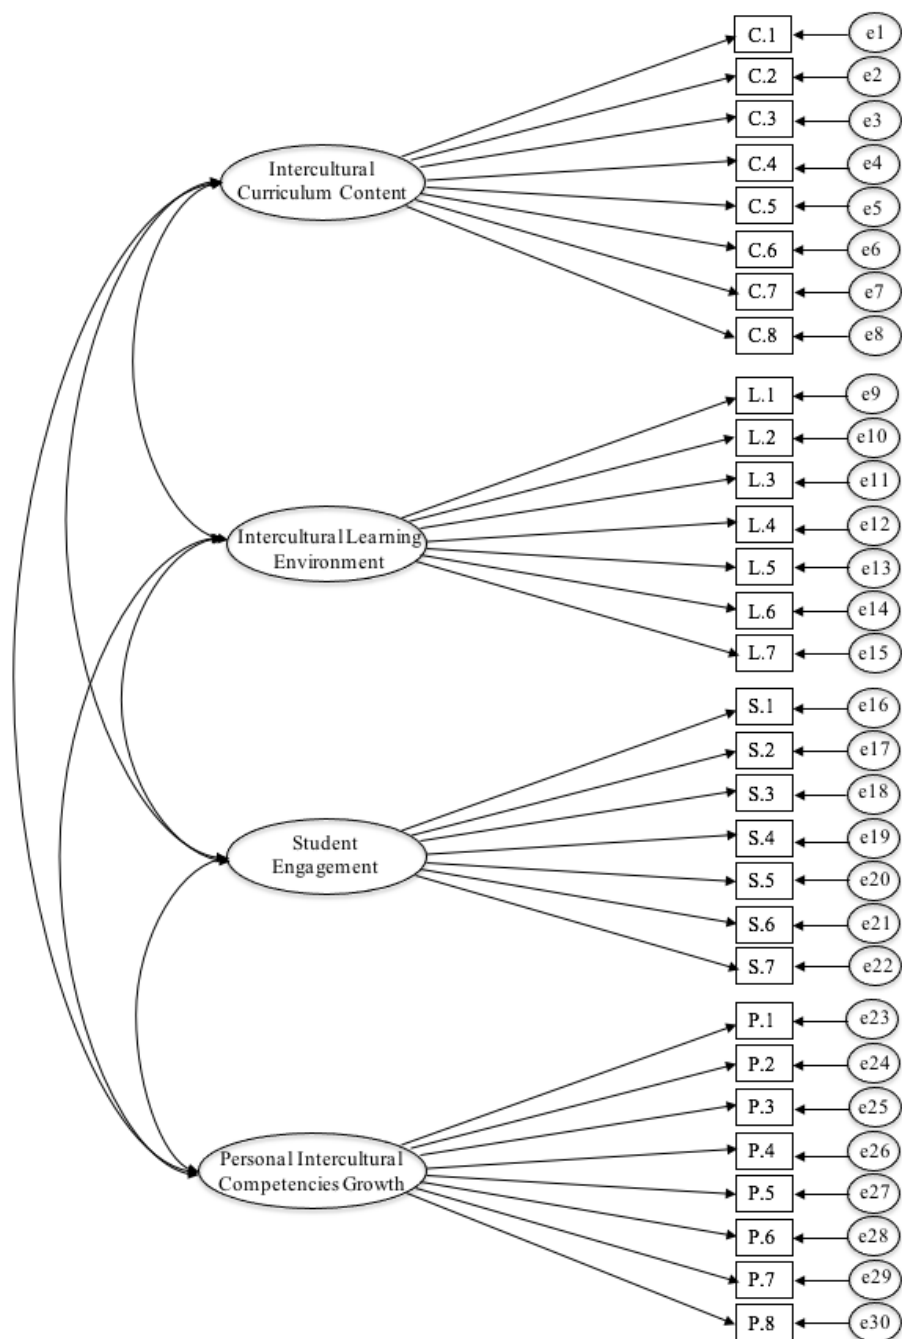 C.1 e1
C.2 e2
C.3 e3
Intercultural
Curriculum Content
C.4 e4
C.5 e5
C.6 e6
C.7 e7
C.8 e8
L.1 e9
L.2 e10
L.3 e11
Intercultural Learning
Environment
L.4 e12
L.5 e13
L.6 e14
L.7 e15
S.1 e16
S.2 e17
S.3 e18
Student
Engagement
S.4 e19
S.5 e20
S.6 e21
S.7 e22
P.1 e23
P.2 e24
P.3 e25
Personal Intercultural
Competencies Growth
P.4 e26
P.5 e27
P.6 e28
P.7 e29
P.8 e30